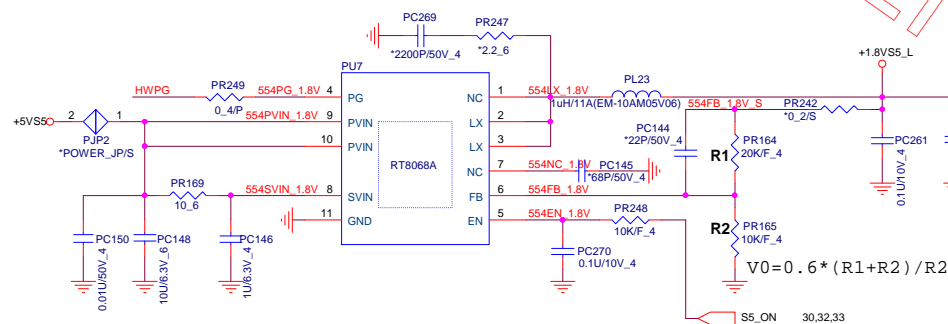 PC269
PR247
*2200P/50V_4
*2.2_6
+1.8VS5_L
PU7
HWPG
PR249
0_4/P
554PG_1.8V
4
PG
NC
1
554LX_1.8V
PL23
1uH/11A(EM-10AM05V06)
554FB_1.8V_S
PR242
*0_2/S
+5VS5
2
1
PJP2
*POWER_JP/S
554PVIN_1.8V
9
PVIN
LX
2
10
PVIN
LX
3
RT8068A
PC144
*22P/50V_4
R1
PR164
20K/F_4
PC261
0.1U/10V_4
NC
7
554NC_1.8V
PC145
*68P/50V_4
PR169
10_6
554SVIN_1.8V
8
SVIN
FB
6
554FB_1.8V
11
GND
EN
5
554EN_1.8V
PR248
10K/F_4
R2
PR165
10K/F_4
PC150
0.01U/50V_4
PC148
10U/6.3V_6
PC146
1U/6.3V_4
PC270
0.1U/10V_4
V0=0.6*(R1+R2)/R2
S5_ON
30,32,33